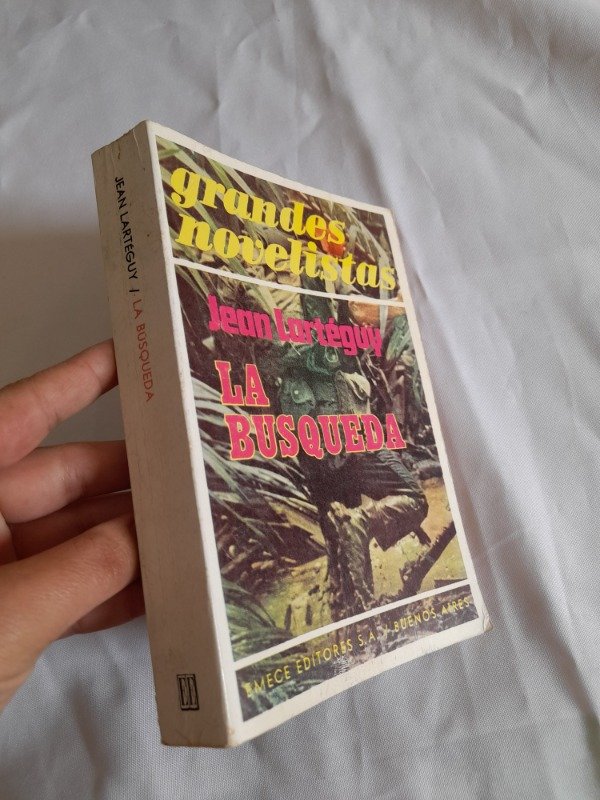 JEAN LARTÉGUY / LA BUSQUEDA
grandes
novelistas
Jean Lartéguy
LA
BUSQUEDA
EMECE EDITORES S.A. / BUENOS AIRES